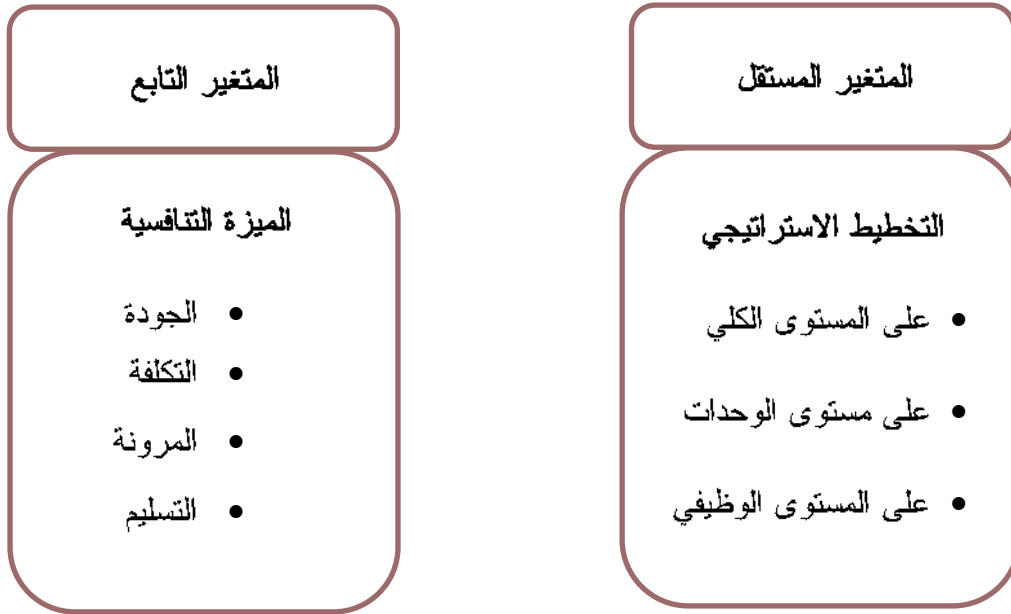 المتغير المستقل
التخطيط الاستراتيجي
• على المستوى الكلي
• على مستوى الوحدات
• على المستوى الوظيفي
المتغير التابع
الميزة التنافسية
• الجودة
• التكلفة
• المرونة
• التسليم